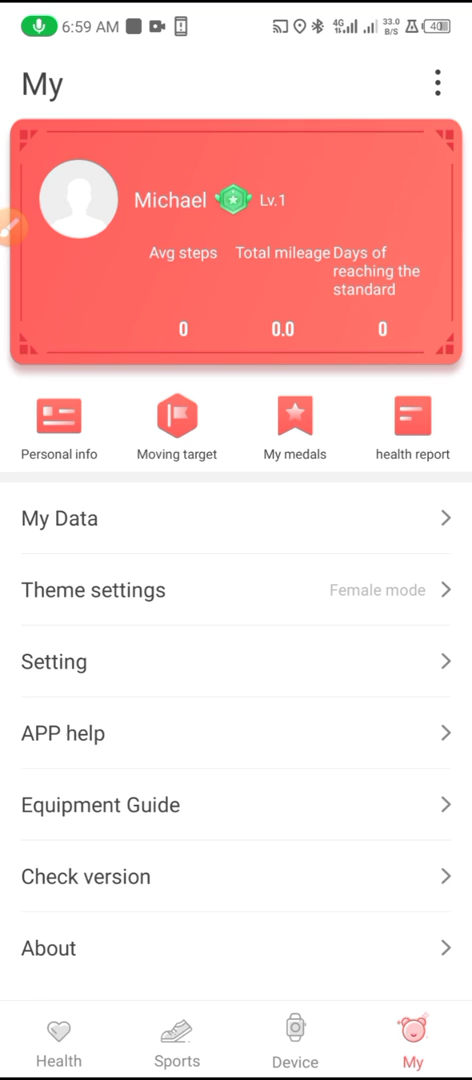 6:59 AM 4G 33.0 B/S 40
My
Michael Lv.1
Avg steps Total mileage Days of
reaching the
standard
0 0.0 0
Personal info Moving target My medals health report
My Data
Theme settings Female mode
Setting
APP help
Equipment Guide
Check version
About
Health Sports Device My